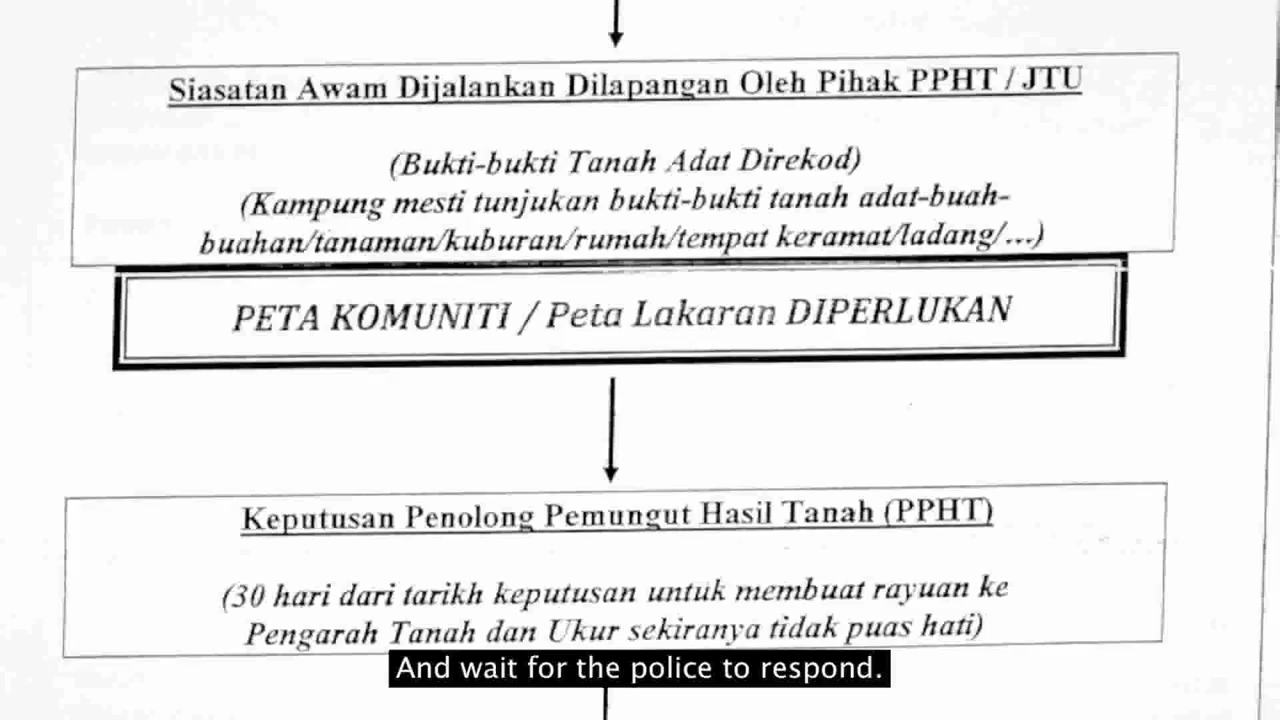 Siasatan Awam Dijalankan Dilapangan Oleh Pihak PPHT / JTU
(Bukti-bukti Tanah Adat Direkod)
(Kampung mesti tunjukan bukti-bukti tanah adat-buah-
buahan/tanaman/kuburan/rumah/tempat keramat/ladang/...)
PETA KOMUNITI / Peta Lakaran DIPERLUKAN
Keputusan Penolong Pemungut Hasil Tanah (PPHT)
(30 hari dari tarikh keputusan untuk membuat rayuan ke
Pengarah Tanah dan Ukur sekiranya tidak puas hati)
And wait for the police to respond.